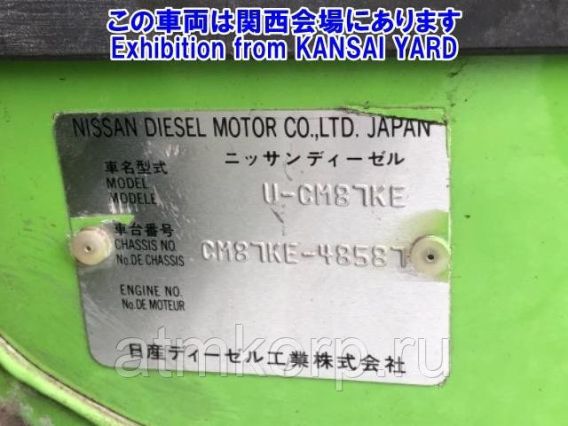 この車両は関西会場にあります
Exhibition from KANSAI YARD
NISSAN DIESEL MOTOR CO.,LTD. JAPAN
車名型式 ニッサンディーゼル
MODEL
MODELE U-CM87KE
車台番号
CHASSIS NO. CM87KE-48587
No.DE CHASSIS
ENGINE NO.
No.DE MOTEUR
日産ディーゼル工業株式会社
atmkorp.ru